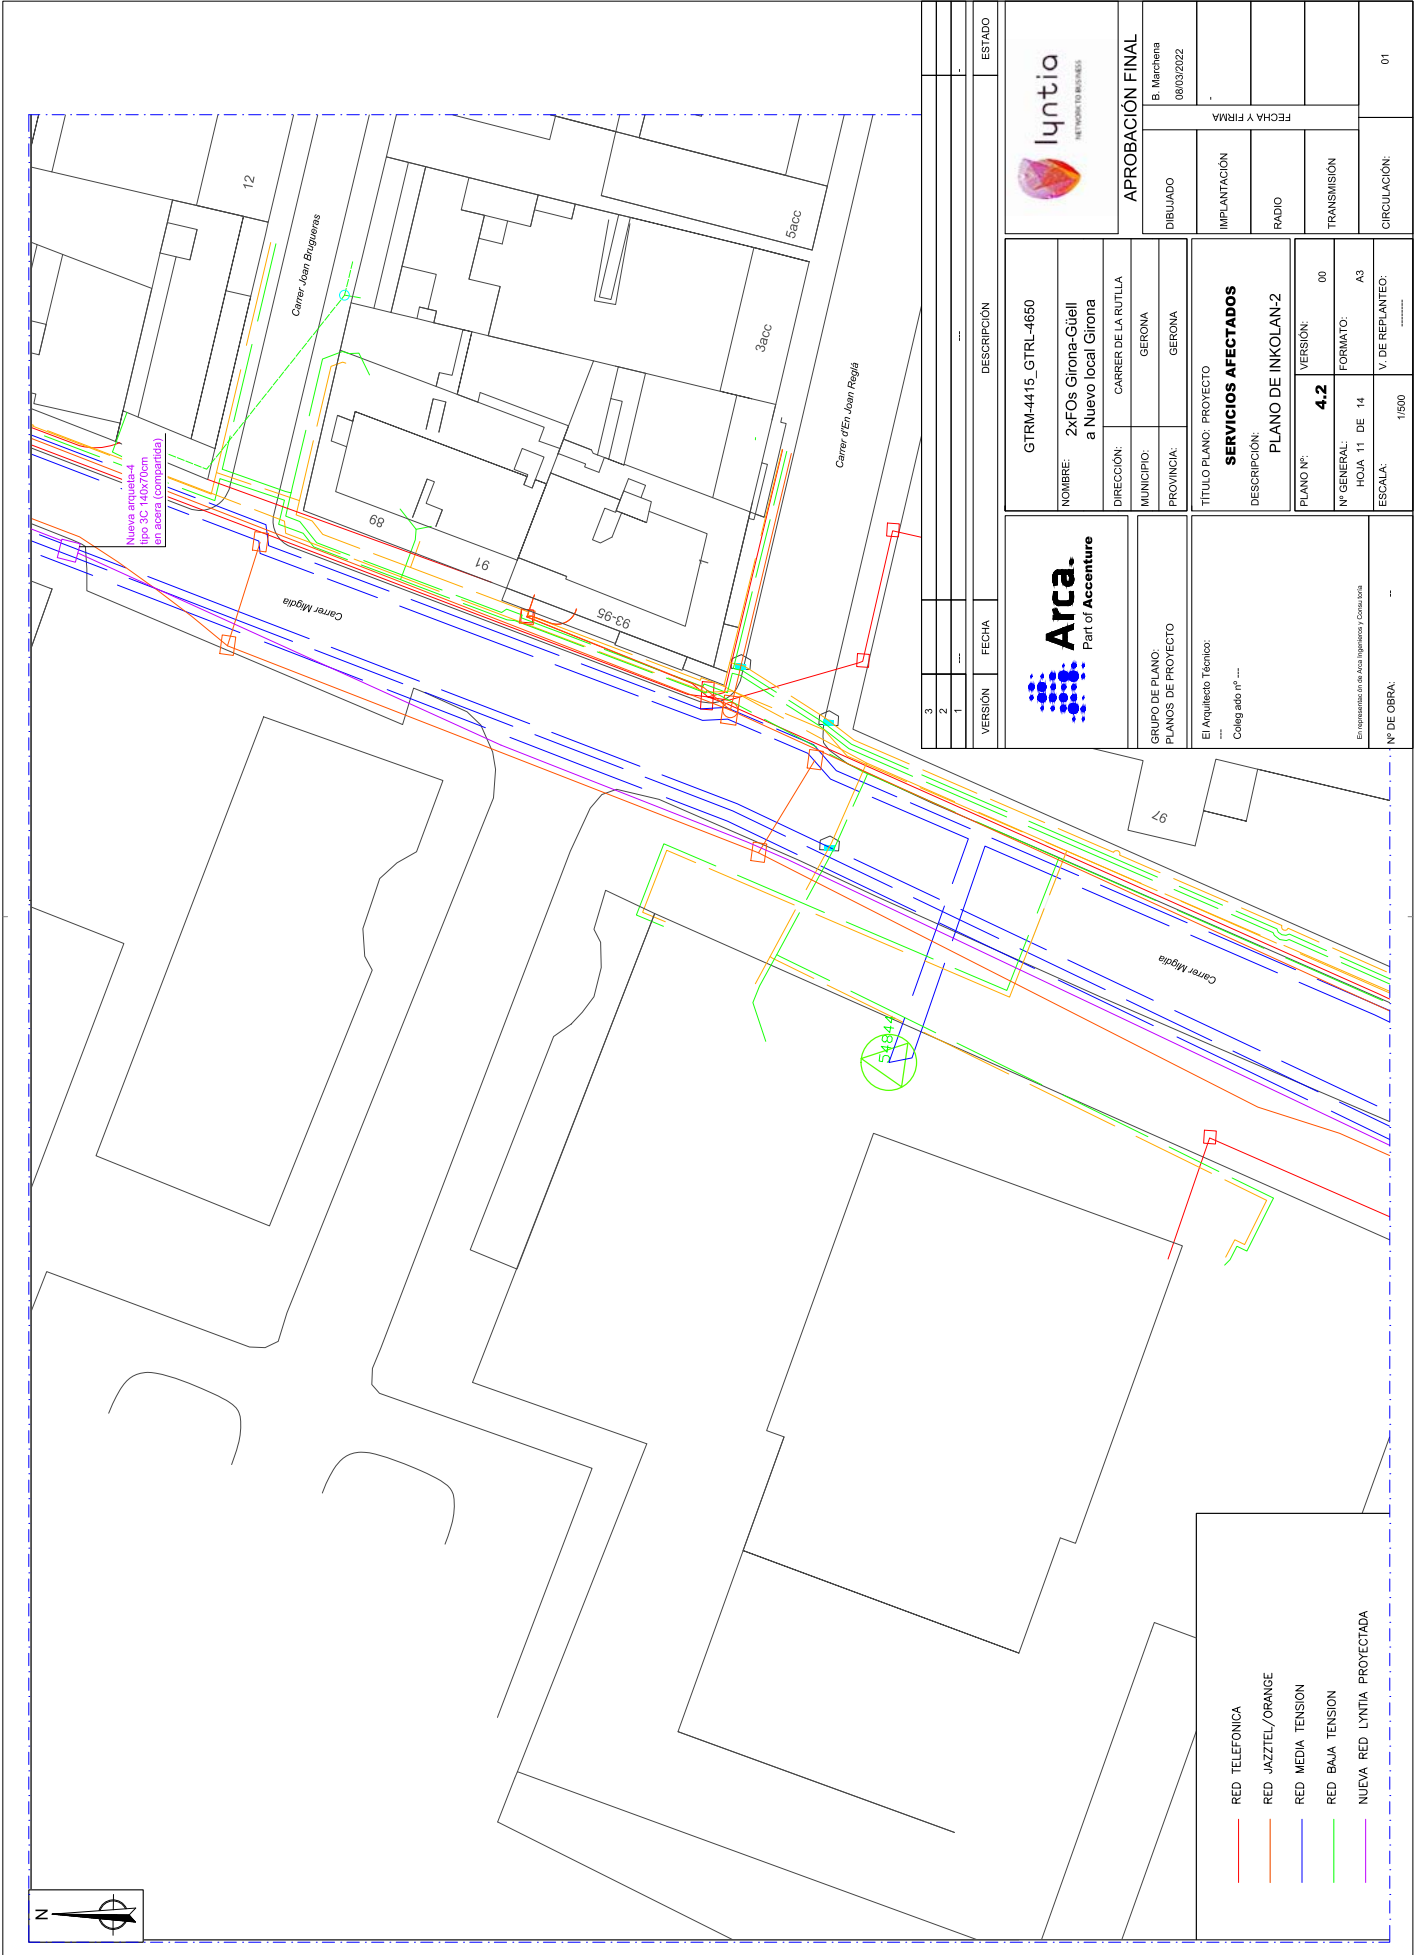 12
Carrer Joan Brugueras
5acc
3acc
Carrer d'En Joan Reglà
Nueva arqueta-4
tipo 3C 140x70cm
en acera (compartida)
89
91
93-95
Carrer Migdia
97
Carrer Migdia
54844
N
RED TELEFONICA
RED JAZZTEL/ORANGE
RED MEDIA TENSION
RED BAJA TENSION
NUEVA RED LYNTIA PROYECTADA
3
2
1 --- --- -
VERSIÓN FECHA DESCRIPCIÓN ESTADO
Arca.
Part of Accenture
GRUPO DE PLANO:
PLANOS DE PROYECTO
El Arquitecto Técnico:
---
Coleg ado nº ---
En representación de Arca Ingenieros y Consultoria
Nº DE OBRA: --
GTRM-4415_GTRL-4650
NOMBRE: 2xFOs Girona-Güell
a Nuevo local Girona
DIRECCIÓN: CARRER DE LA RUTLLA
MUNICIPIO: GERONA
PROVINCIA: GERONA
TÍTULO PLANO: PROYECTO
SERVICIOS AFECTADOS
DESCRIPCIÓN:
PLANO DE INKOLAN-2
PLANO Nº: 4.2 VERSIÓN: 00
Nº GENERAL: HOJA 11 DE 14 FORMATO: A3
ESCALA: 1/500 V. DE REPLANTEO: --------
lyntia
NETWORK TO BUSINESS
APROBACIÓN FINAL
DIBUJADO B. Marchena
08/03/2022
IMPLANTACIÓN -
FECHA Y FIRMA
RADIO
TRANSMISIÓN
CIRCULACIÓN: 01